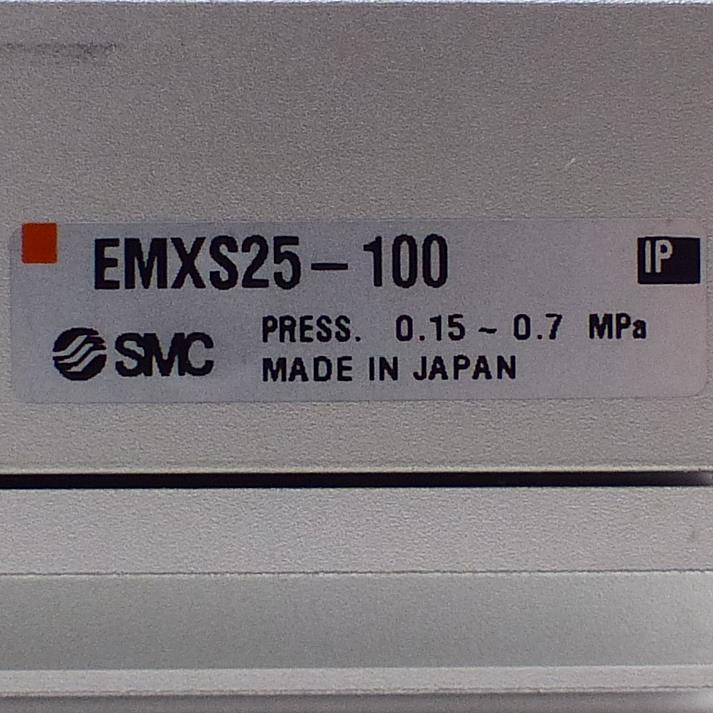 EMXS25-100
IP
SMC
PRESS. 0.15~0.7 MPa
MADE IN JAPAN